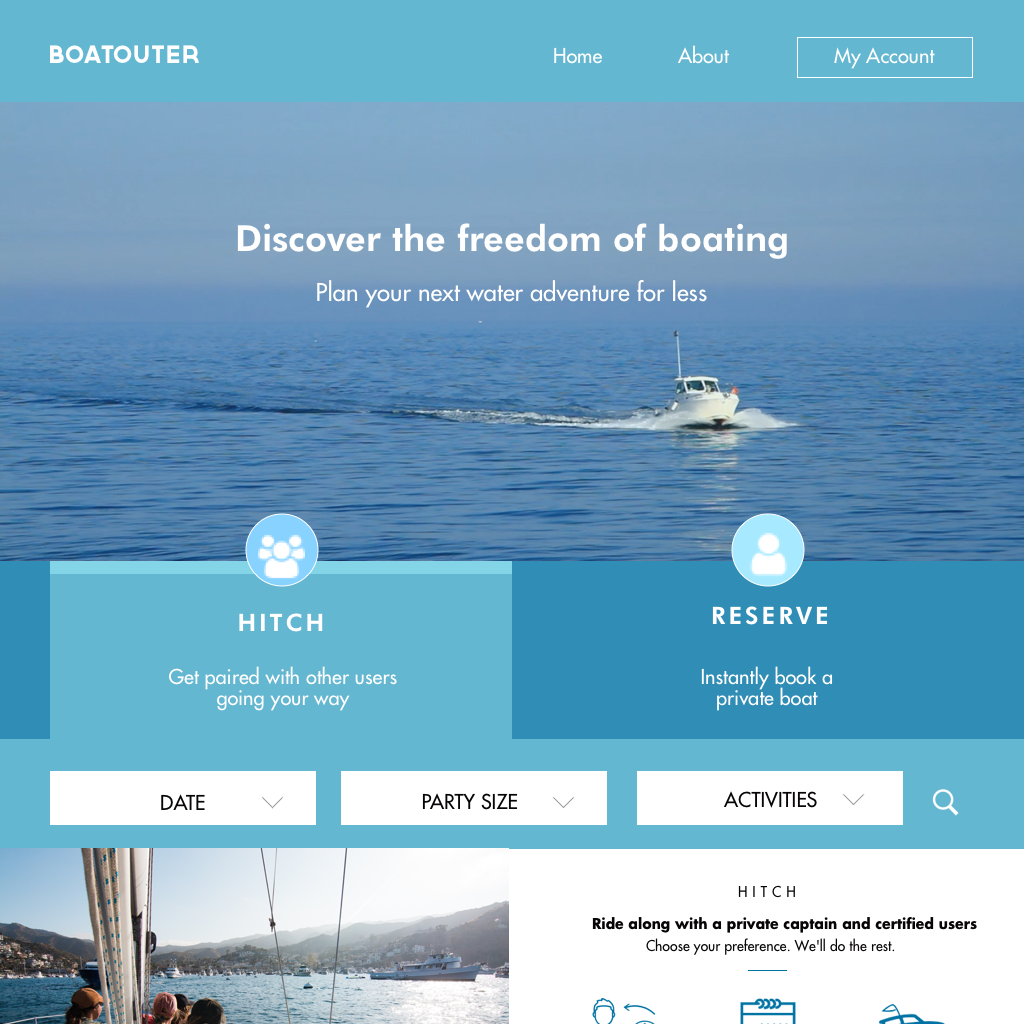 BOATOUTER
Home
About
My Account
Discover the freedom of boating
Plan your next water adventure for less
HITCH
Get paired with other users
going your way
RESERVE
Instantly book a
private boat
DATE
PARTY SIZE
ACTIVITIES
HITCH
Ride along with a private captain and certified users
Choose your preference. We'll do the rest.